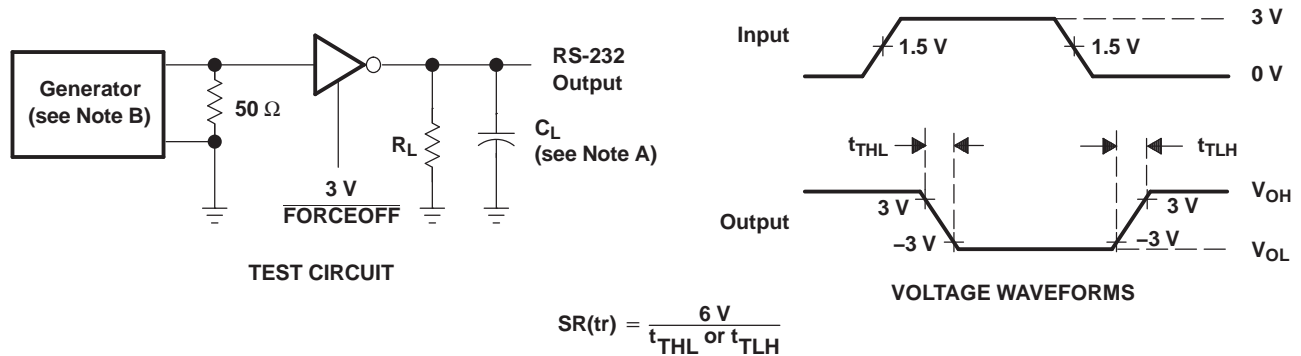 Generator
(see Note B)
50 Ω
3 V
FORCEOFF
RL
CL
(see Note A)
RS-232
Output
TEST CIRCUIT
Input
1.5 V
1.5 V
3 V
0 V
tTHL
tTLH
Output
3 V
−3 V
3 V
−3 V
VOH
VOL
VOLTAGE WAVEFORMS
SR(tr) = 6 V / tTHL or tTLH